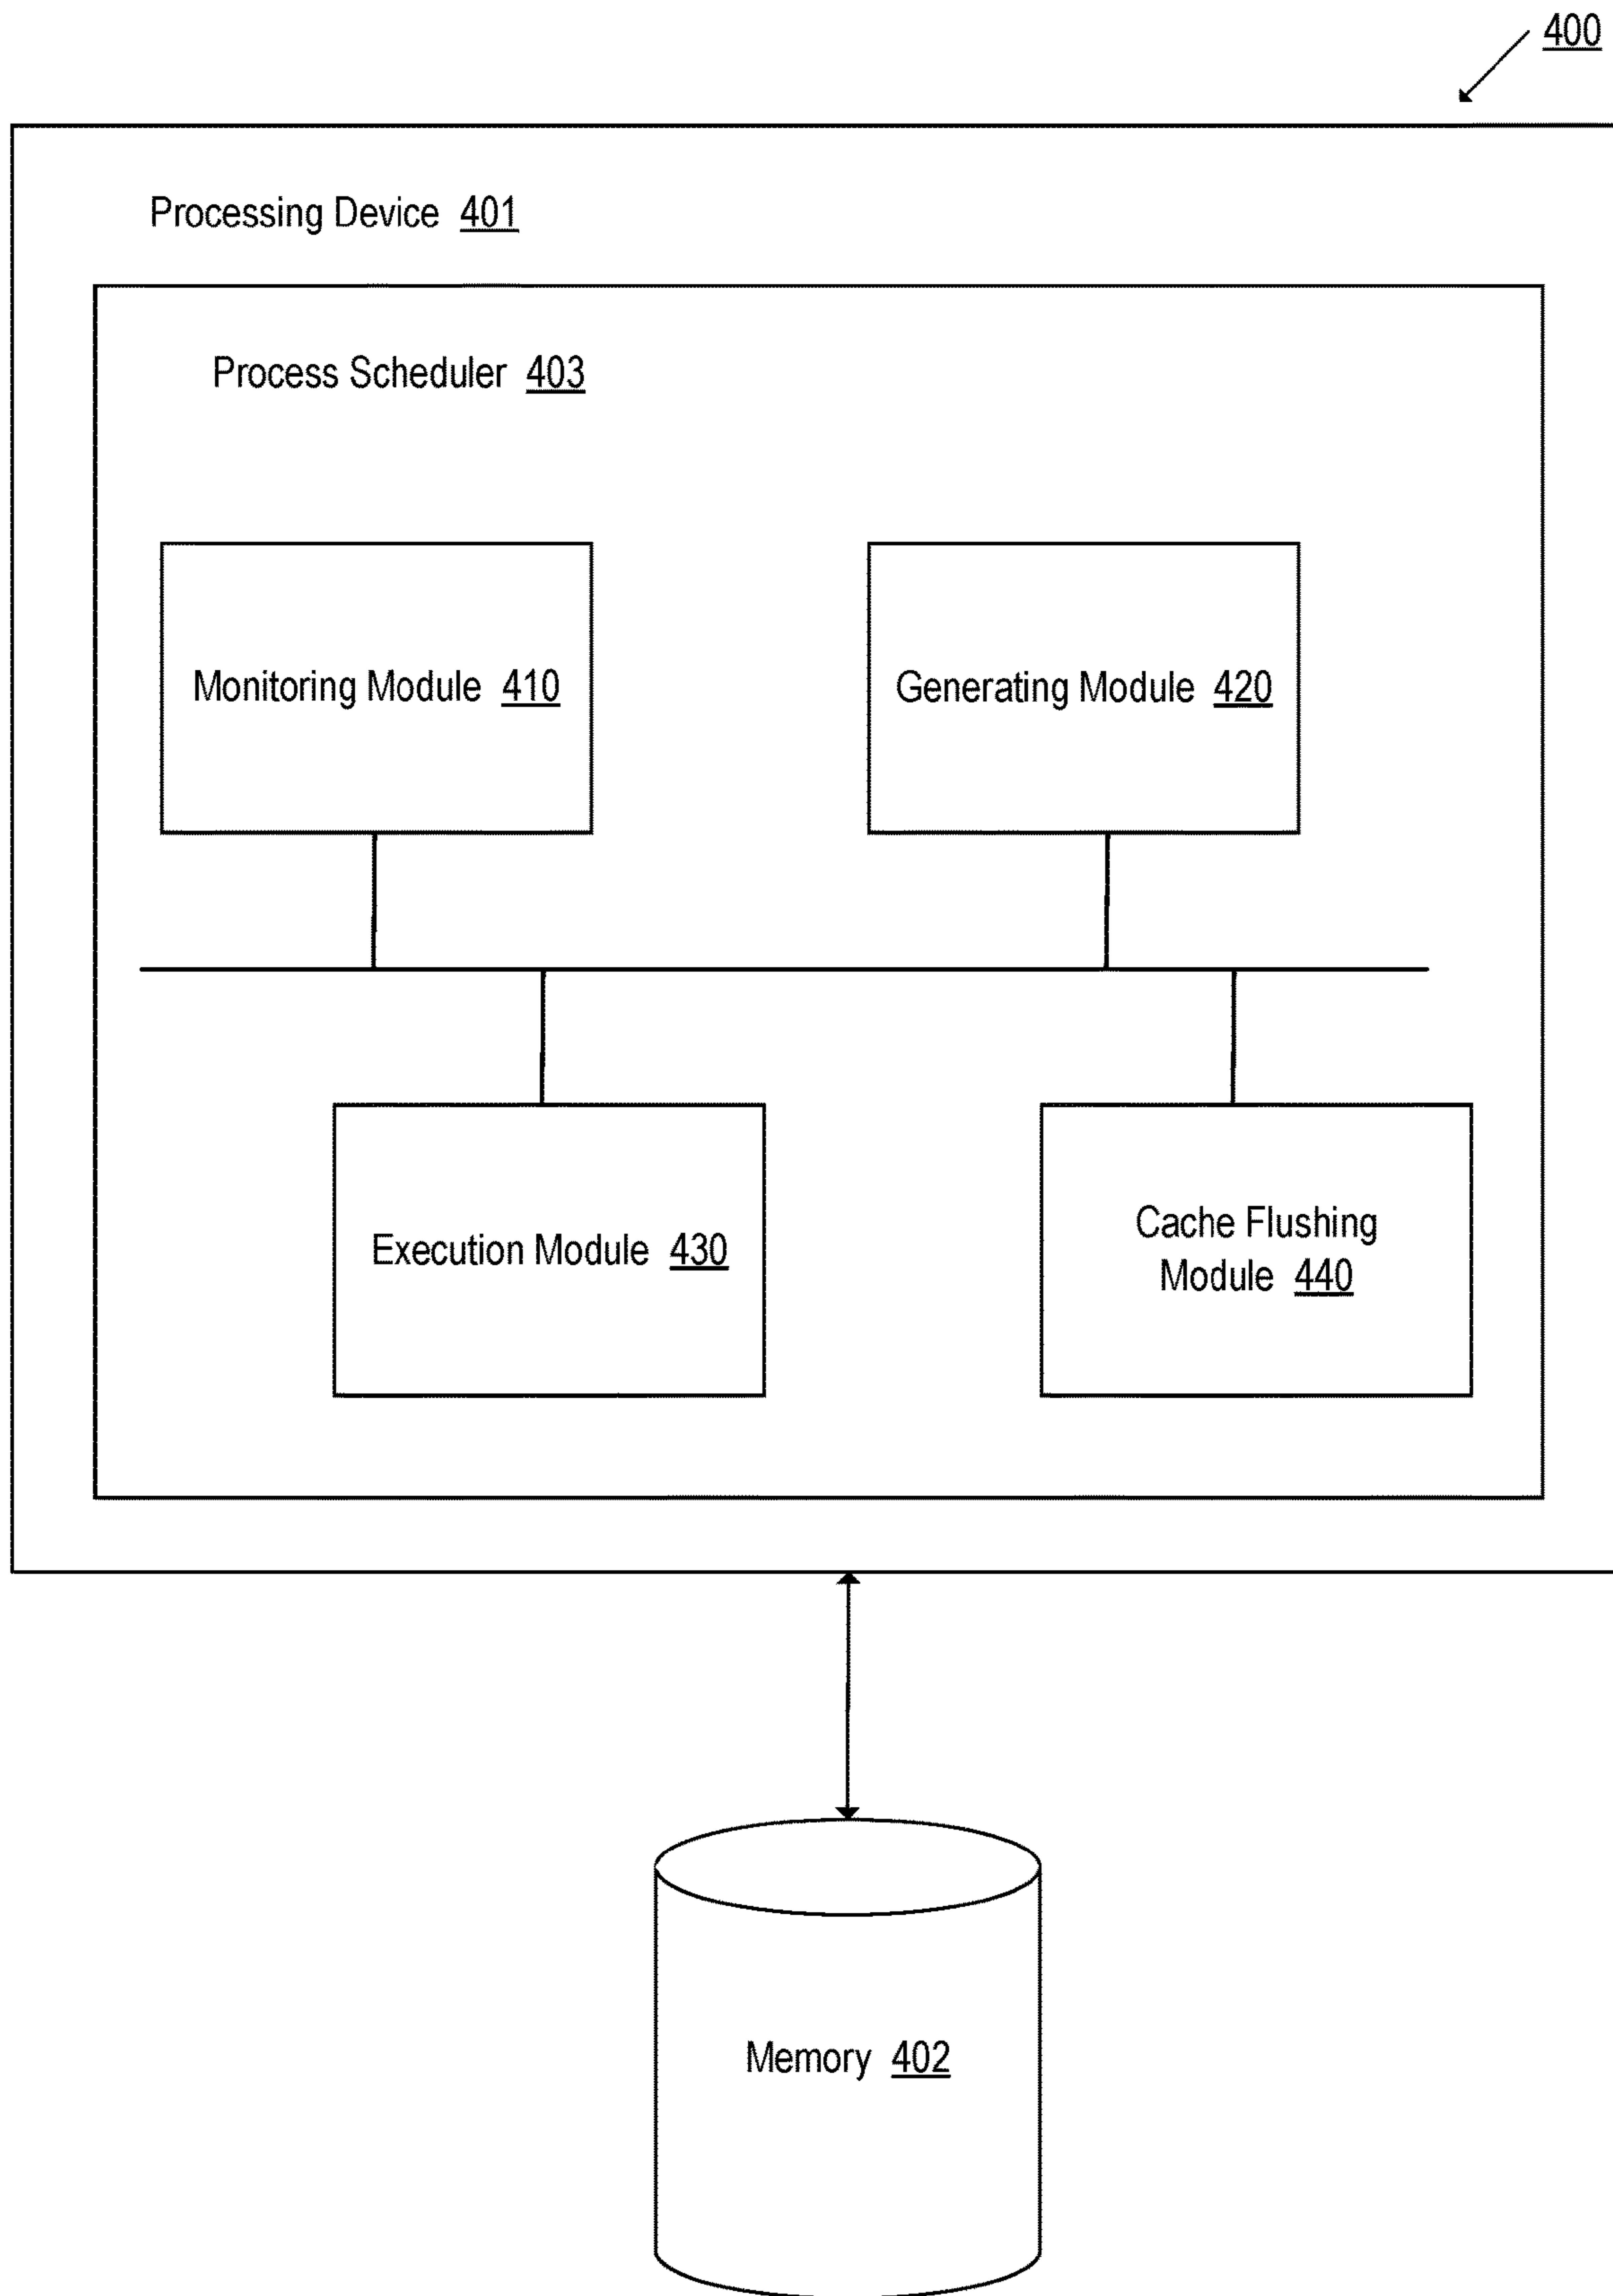 400
Processing Device 401
Process Scheduler 403
Monitoring Module 410
Generating Module 420
Execution Module 430
Cache Flushing
Module 440
Memory 402